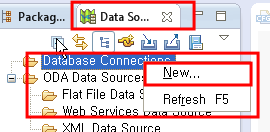 Packag... Data So...
Database Connections
New...
ODA Data Sources
Flat File Data S
Refresh F5
Web Services Data
XML Data Source